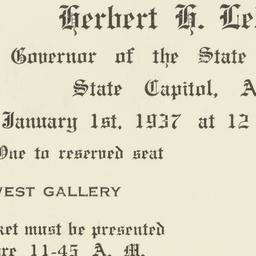 Herbert H. Le
Governor of the State
State Capitol, A
January 1st, 1937 at 12
One to reserved seat
WEST GALLERY
ket must be presented
re 11-45 A. M.